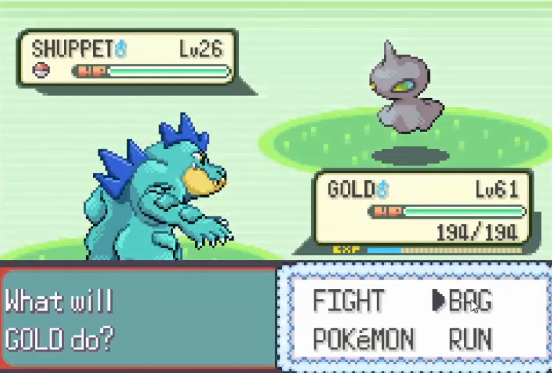 SHUPPET♂ Lv26
HP
GOLD♂ Lv61
HP
194/194
EXP
What will
GOLD do?
FIGHT ▶BAG
POKéMON RUN